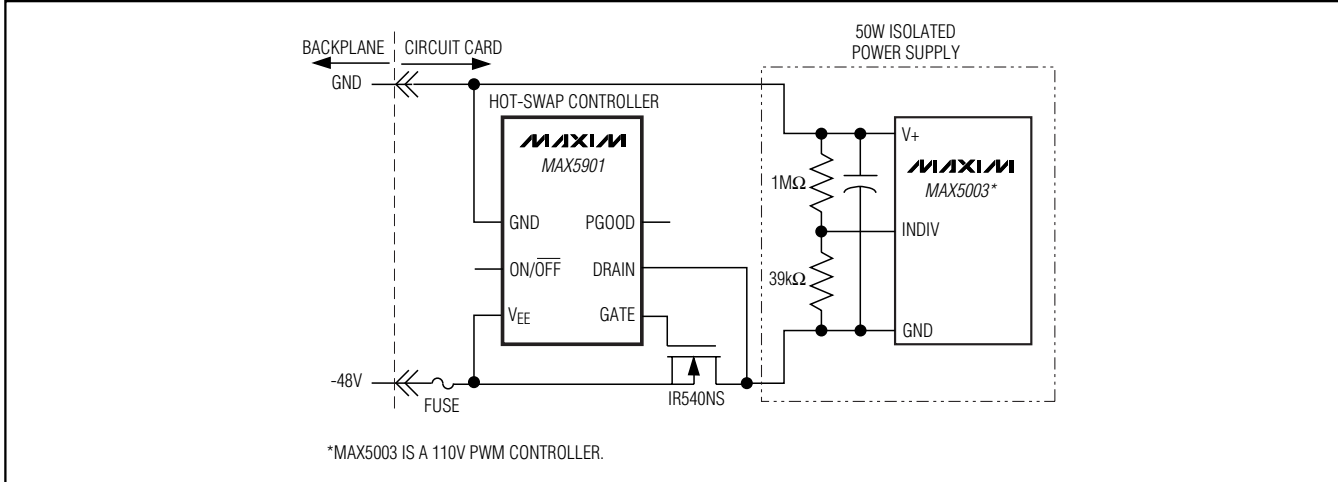 50W ISOLATED
POWER SUPPLY
BACKPLANE
CIRCUIT CARD
GND
HOT-SWAP CONTROLLER
MAXIM
MAX5901
GND
PGOOD
ON/OFF
DRAIN
VEE
GATE
-48V
FUSE
IR540NS
1MΩ
39kΩ
V+
MAXIM
MAX5003*
INDIV
GND
*MAX5003 IS A 110V PWM CONTROLLER.